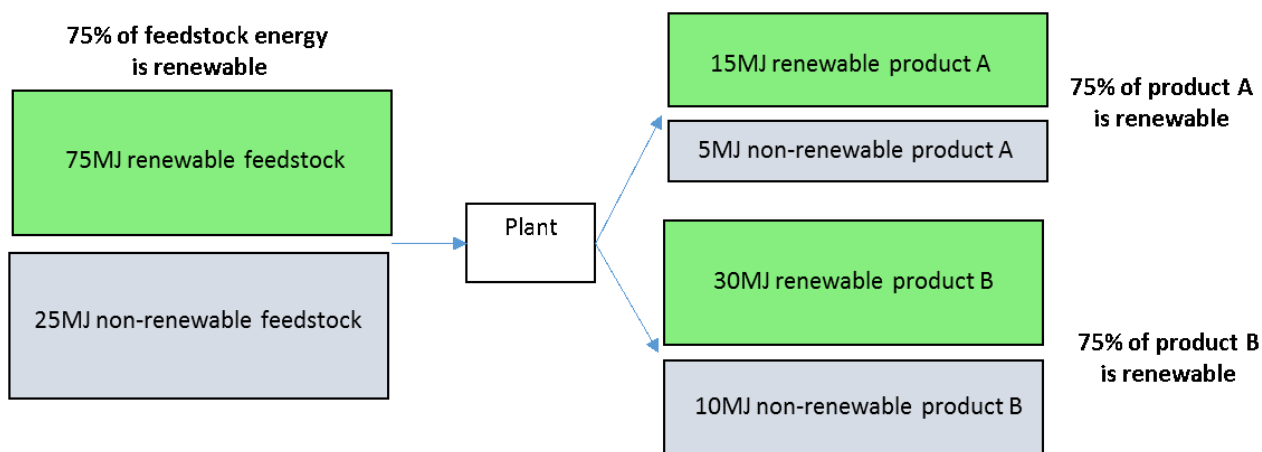 75% of feedstock energy
is renewable
75MJ renewable feedstock
25MJ non-renewable feedstock
Plant
15MJ renewable product A
5MJ non-renewable product A
75% of product A
is renewable
30MJ renewable product B
10MJ non-renewable product B
75% of product B
is renewable